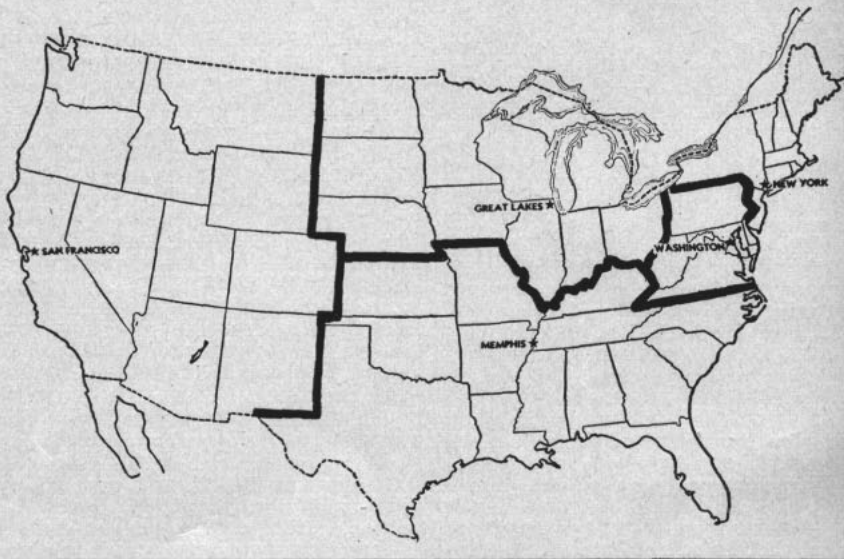 NEW YORK
GREAT LAKES
WASHINGTON
SAN FRANCISCO
MEMPHIS